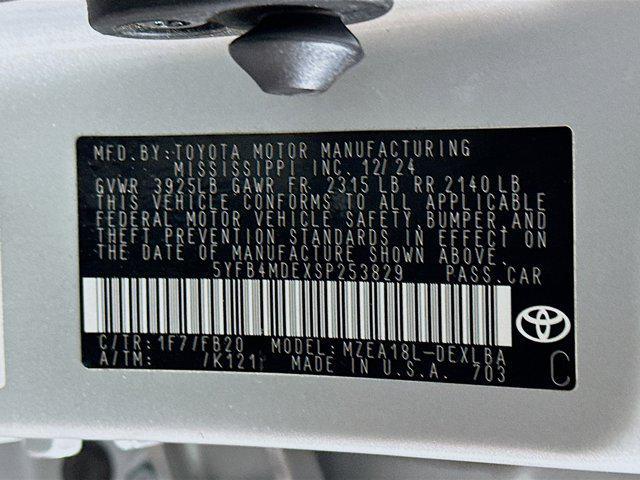 MFD. BY: TOYOTA MOTOR MANUFACTURING
MISSISSIPPI INC. 12/24
GVWR 3925LB GAWR FR 2315 LB RR 2140 LB
THIS VEHICLE CONFORMS TO ALL APPLICABLE
FEDERAL MOTOR VEHICLE SAFETY, BUMPER, AND
THEFT PREVENTION STANDARDS IN EFFECT ON
THE DATE OF MANUFACTURE SHOWN ABOVE.
5YFB4MDEXSP253829 PASS. CAR
C/TR: 1F7/FB20 MODEL: MZEA18L-DEXLBA
A/TM: /K121 MADE IN U.S.A. 703 C